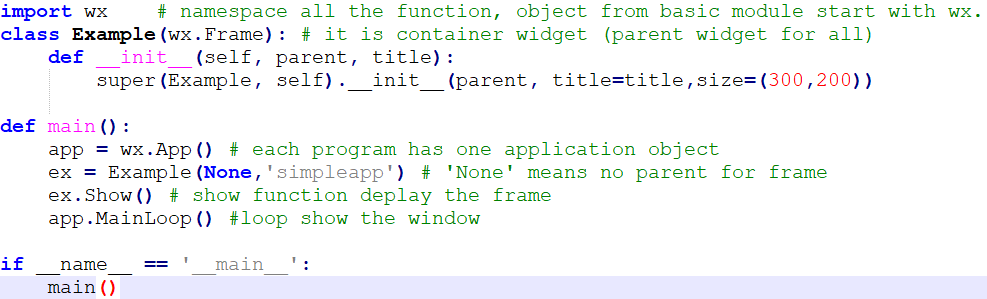 import wx    # namespace all the function, object from basic module start with wx.
class Example(wx.Frame): # it is container widget (parent widget for all)
    def __init__(self, parent, title):
        super(Example, self).__init__(parent, title=title,size=(300,200))

def main():
    app = wx.App() # each program has one application object
    ex = Example(None,'simpleapp') # 'None' means no parent for frame
    ex.Show() # show function deplay the frame
    app.MainLoop() #loop show the window

if __name__ == '__main__':
    main()